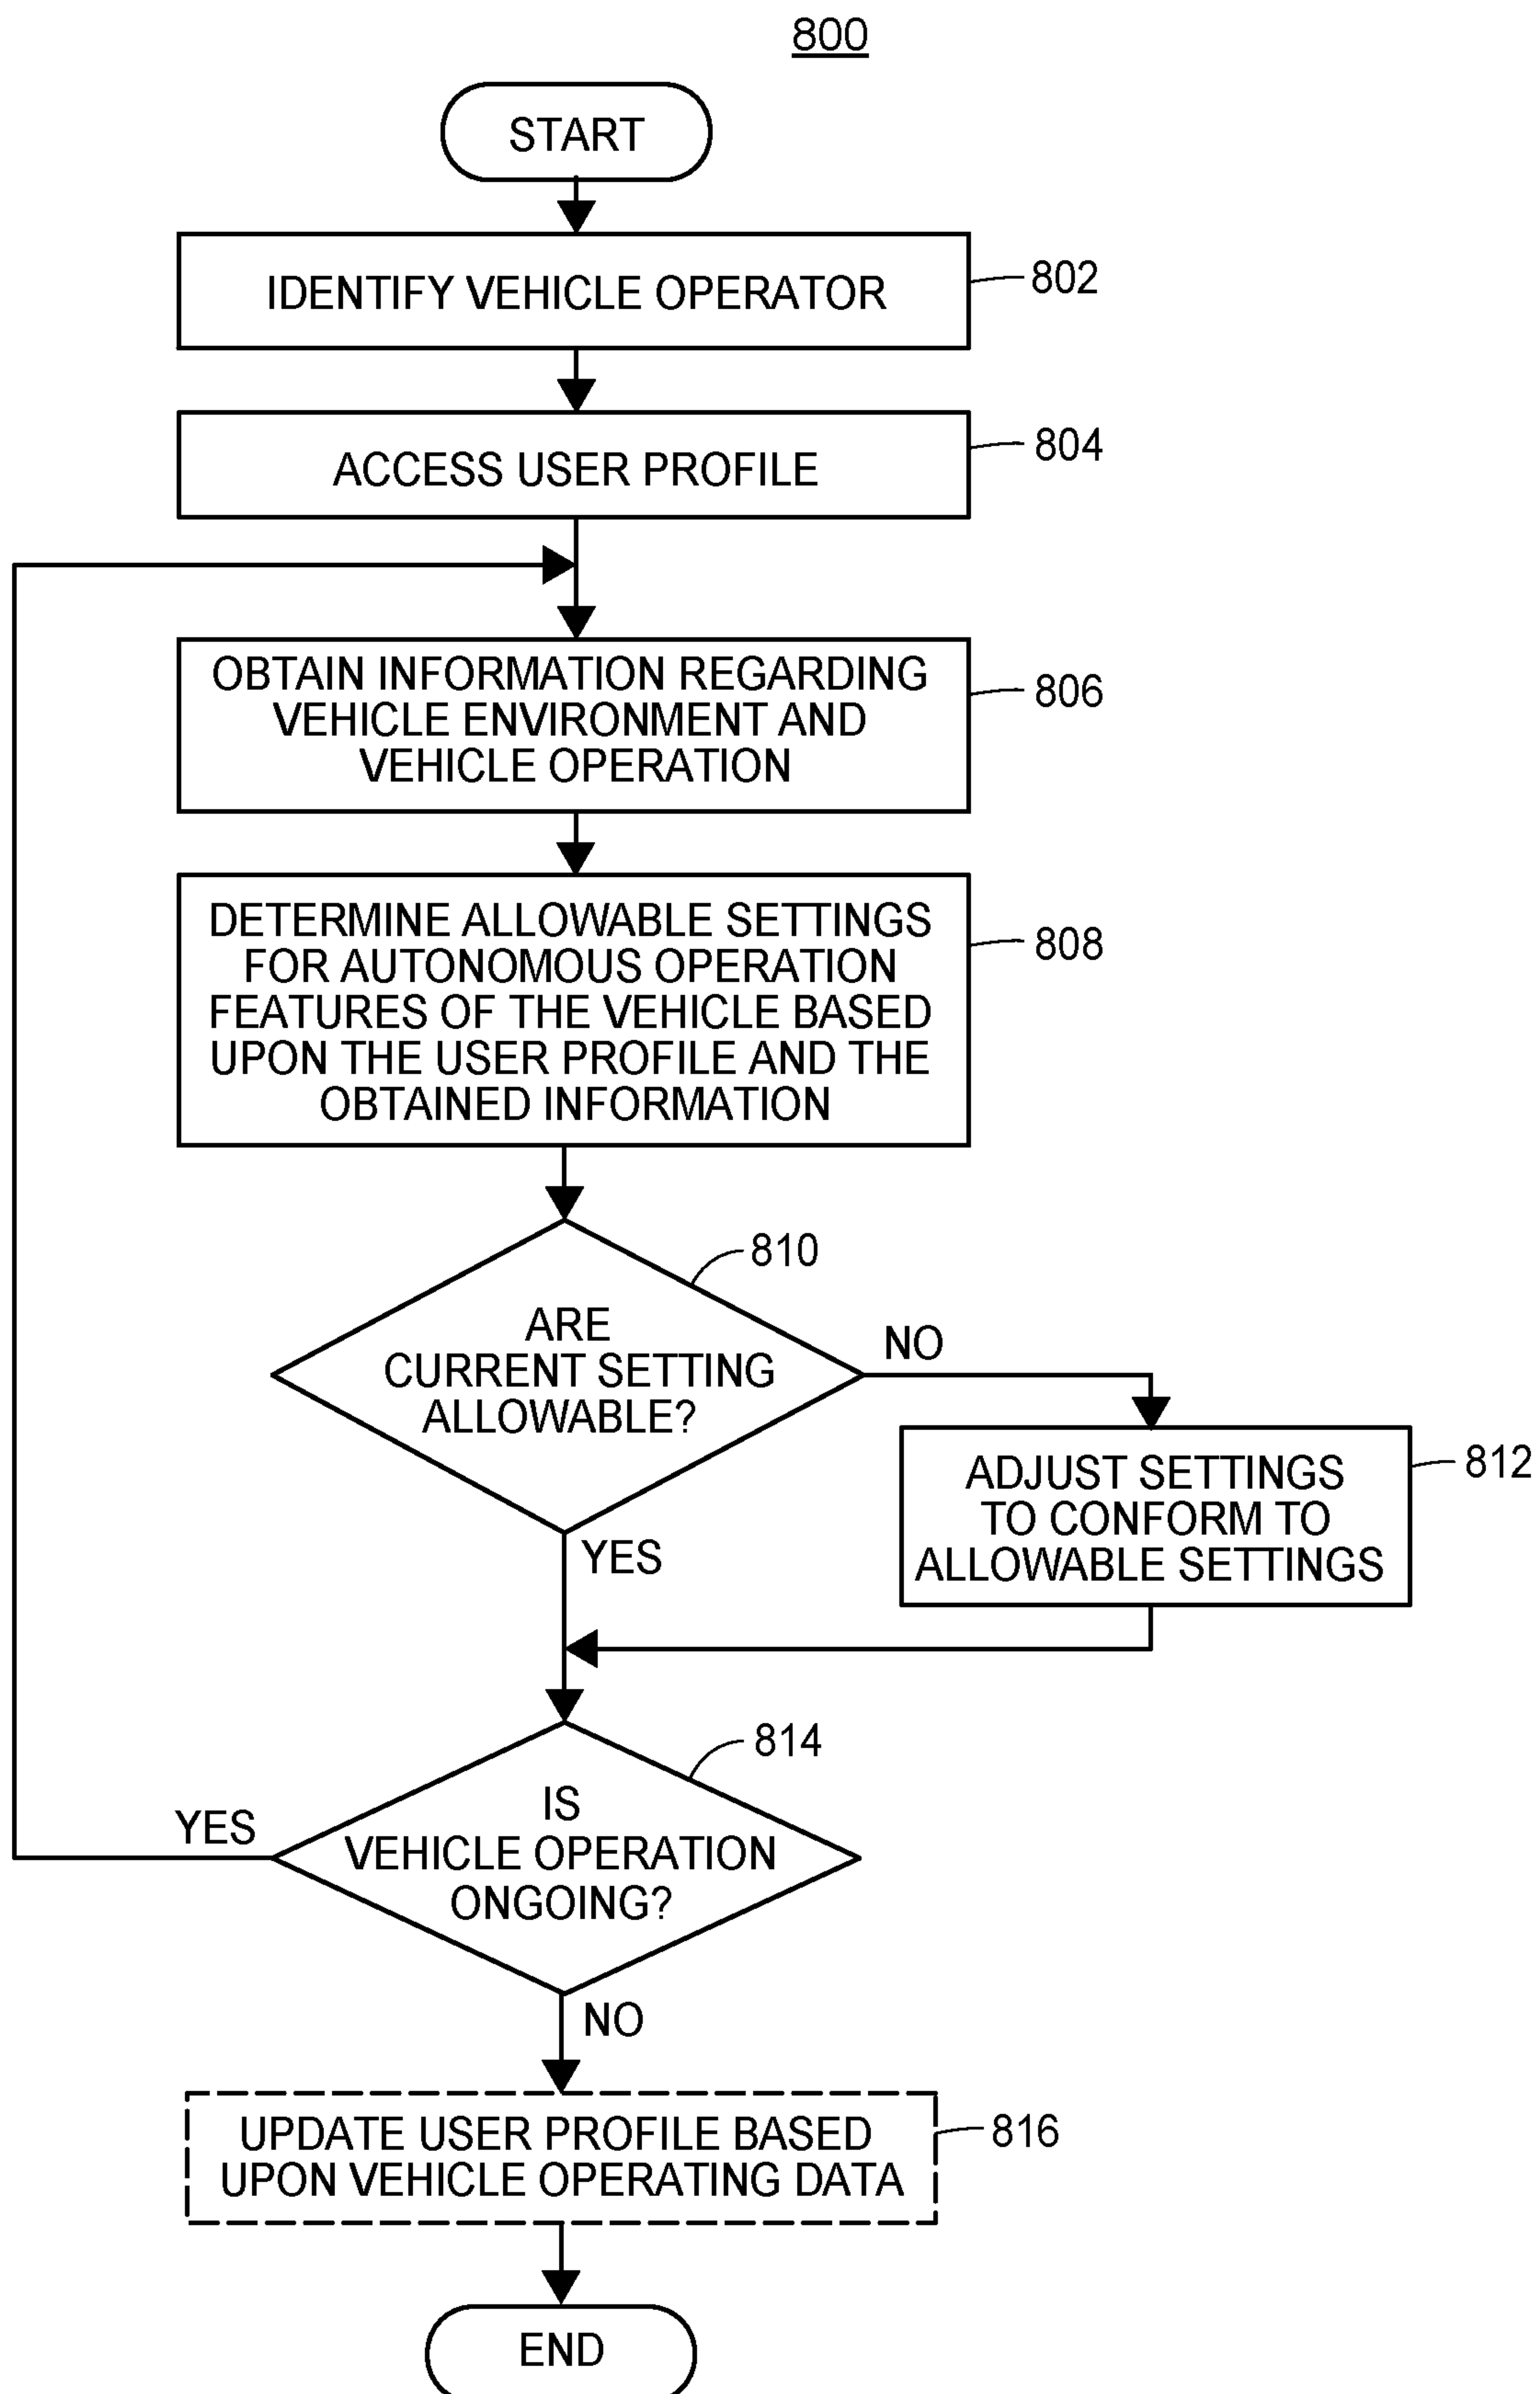 800
START
IDENTIFY VEHICLE OPERATOR
802
ACCESS USER PROFILE
804
OBTAIN INFORMATION REGARDING
VEHICLE ENVIRONMENT AND
VEHICLE OPERATION
806
DETERMINE ALLOWABLE SETTINGS
FOR AUTONOMOUS OPERATION
FEATURES OF THE VEHICLE BASED
UPON THE USER PROFILE AND THE
OBTAINED INFORMATION
808
810
ARE
CURRENT SETTING
ALLOWABLE?
NO
ADJUST SETTINGS
TO CONFORM TO
ALLOWABLE SETTINGS
812
YES
814
IS
VEHICLE OPERATION
ONGOING?
YES
NO
UPDATE USER PROFILE BASED
UPON VEHICLE OPERATING DATA
816
END